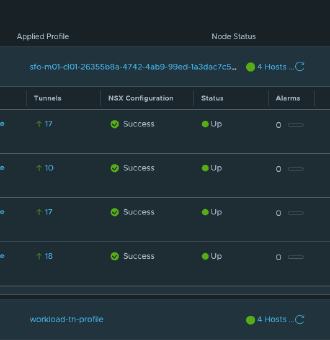 Applied Profile Node Status
sfo-m01-cl01-26355b8a-4742-4ab9-99ed-1a3dac7c5... 4 Hosts ...
Tunnels NSX Configuration Status Alarms
e 17 Success Up 0
e 10 Success Up 0
e 17 Success Up 0
e 18 Success Up 0
workload-tn-profile 4 Hosts ...